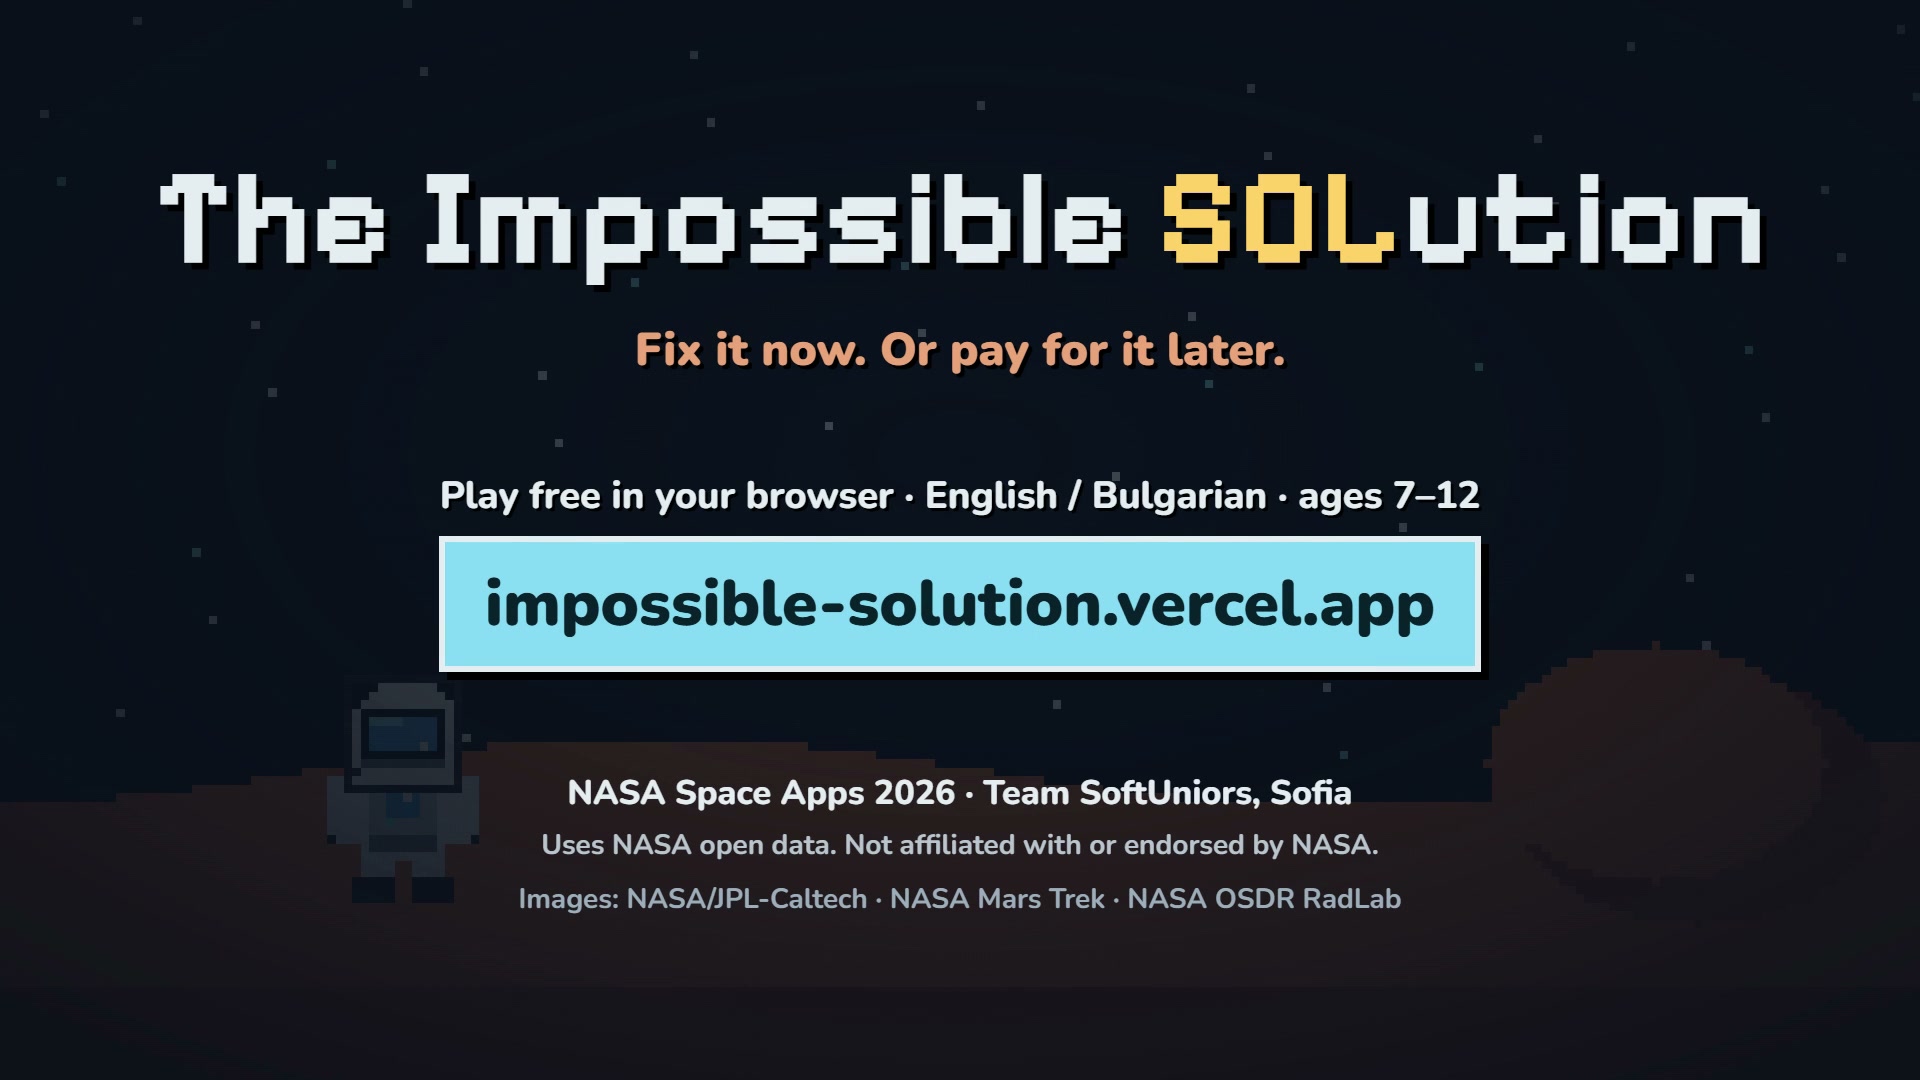 The Impossible SOLution
Fix it now. Or pay for it later.
Play free in your browser · English / Bulgarian · ages 7–12
impossible-solution.vercel.app
NASA Space Apps 2026 · Team SoftUniors, Sofia
Uses NASA open data. Not affiliated with or endorsed by NASA.
Images: NASA/JPL-Caltech · NASA Mars Trek · NASA OSDR RadLab